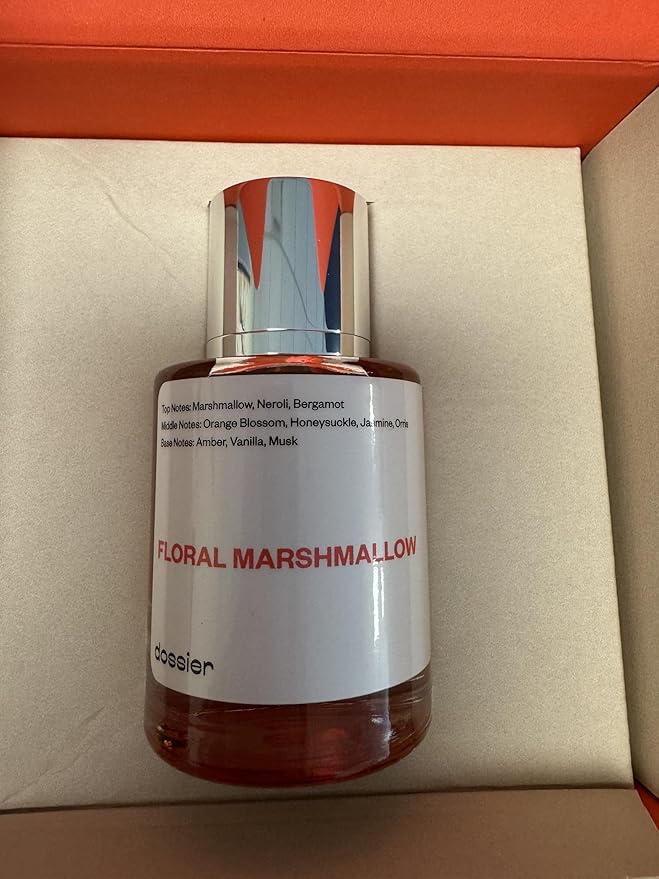 Top Notes: Marshmallow, Neroli, Bergamot
Middle Notes: Orange Blossom, Honeysuckle, Jasmine, Orris
Base Notes: Amber, Vanilla, Musk
FLORAL MARSHMALLOW
dossier